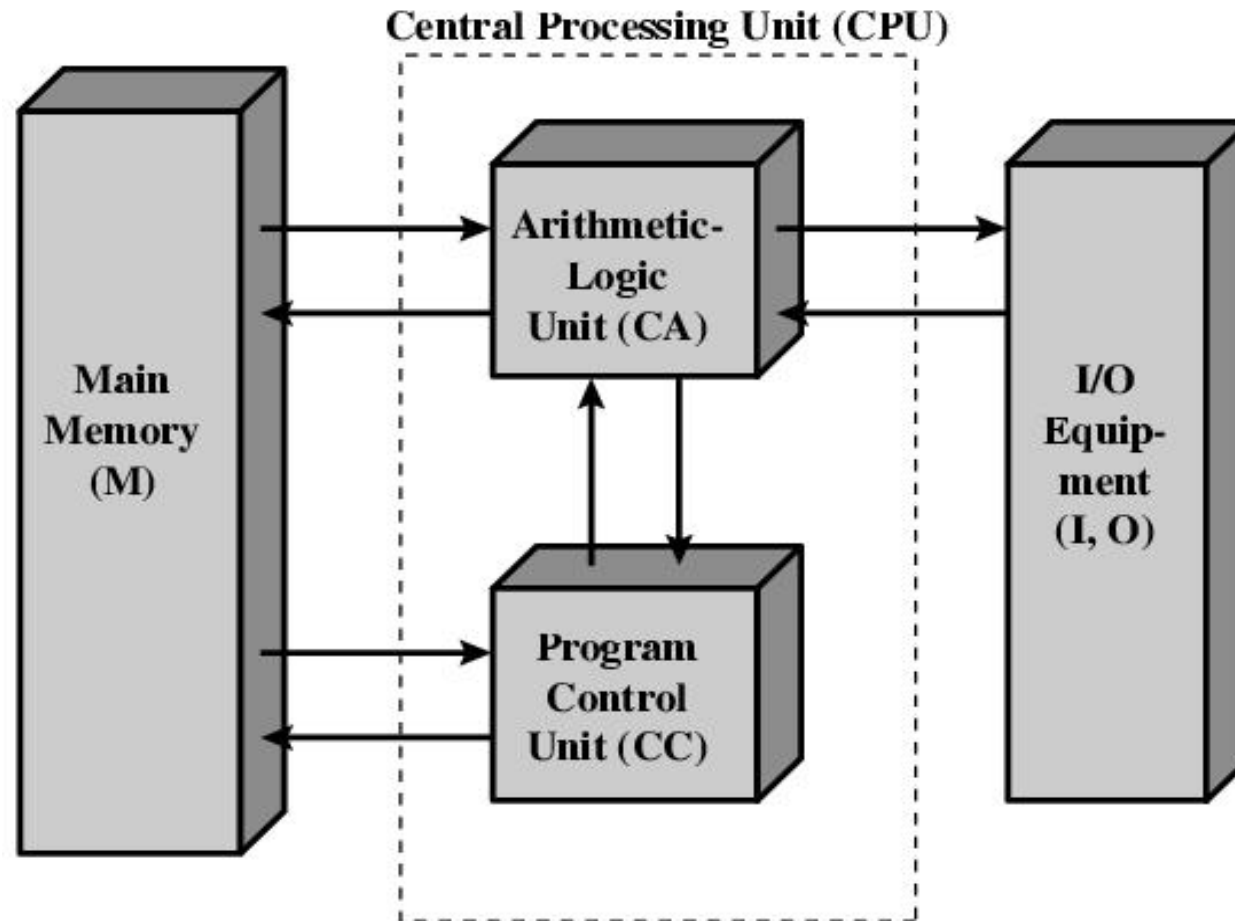 Central Processing Unit (CPU)
Main
Memory
(M)
Arithmetic-
Logic
Unit (CA)
Program
Control
Unit (CC)
I/O
Equip-
ment
(I, O)